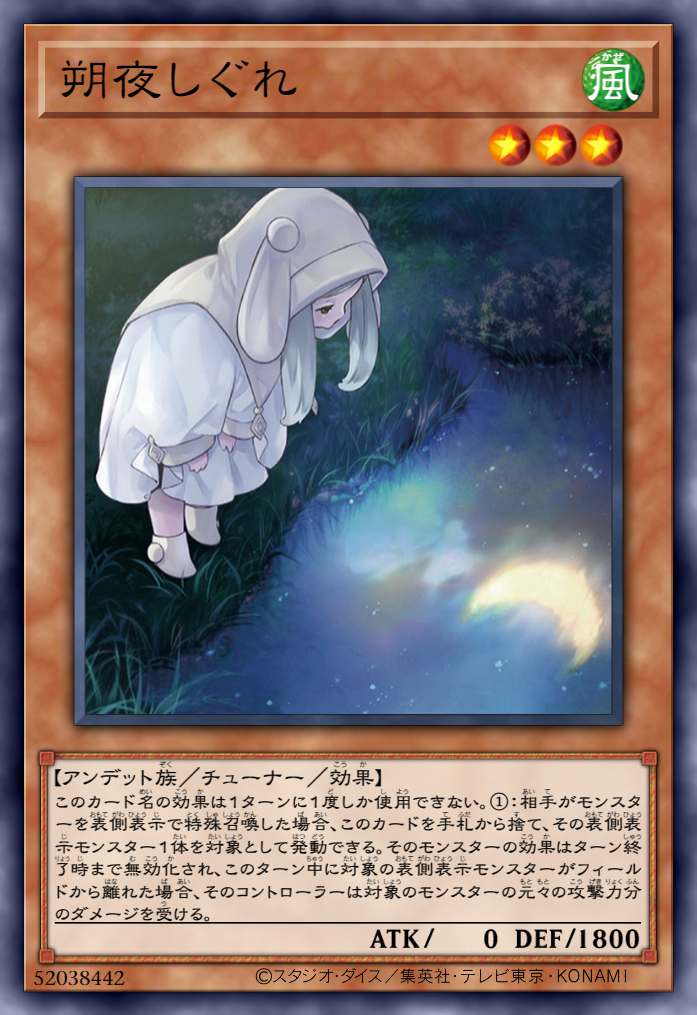 朔夜しぐれ
風
【アンデット族／チューナー／効果】
このカード名の効果は1ターンに1度しか使用できない。①：相手がモンスタ
ーを表側表示で特殊召喚した場合、このカードを手札から捨て、その表側表
示モンスター1体を対象として発動できる。そのモンスターの効果はターン終
了時まで無効化され、このターン中に対象の表側表示モンスターがフィール
ドから離れた場合、そのコントローラーは対象のモンスターの元々の攻撃力分
のダメージを受ける。
ATK/ 0 DEF/1800
52038442 ©スタジオ・ダイス／集英社・テレビ東京・KONAMI